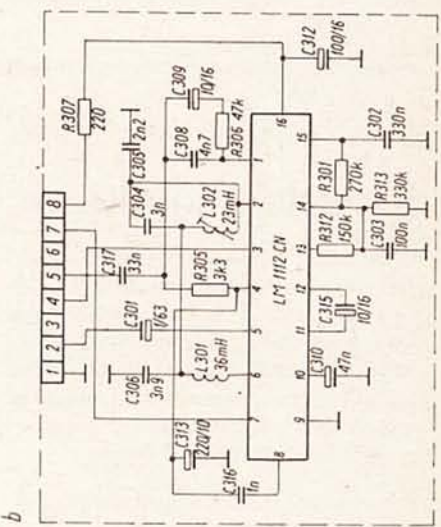 b
C312
100/16
R307
220
C309
10/16
47k
R306
C308
4n7
C305
2n2
C304
3n
L302
23mH
C317
33n
R305
3k3
C301
1/63
L301
36mH
C306
3n9
C313
220/10
C316
1n
1
2
3
4
5
6
7
8
LM 1112 CN
1
2
3
4
5
6
7
8
9
10
11
12
13
14
15
16
C302
330n
R301
270k
R313
330k
R312
150k
C303
100n
C315
10/16
C310
47n